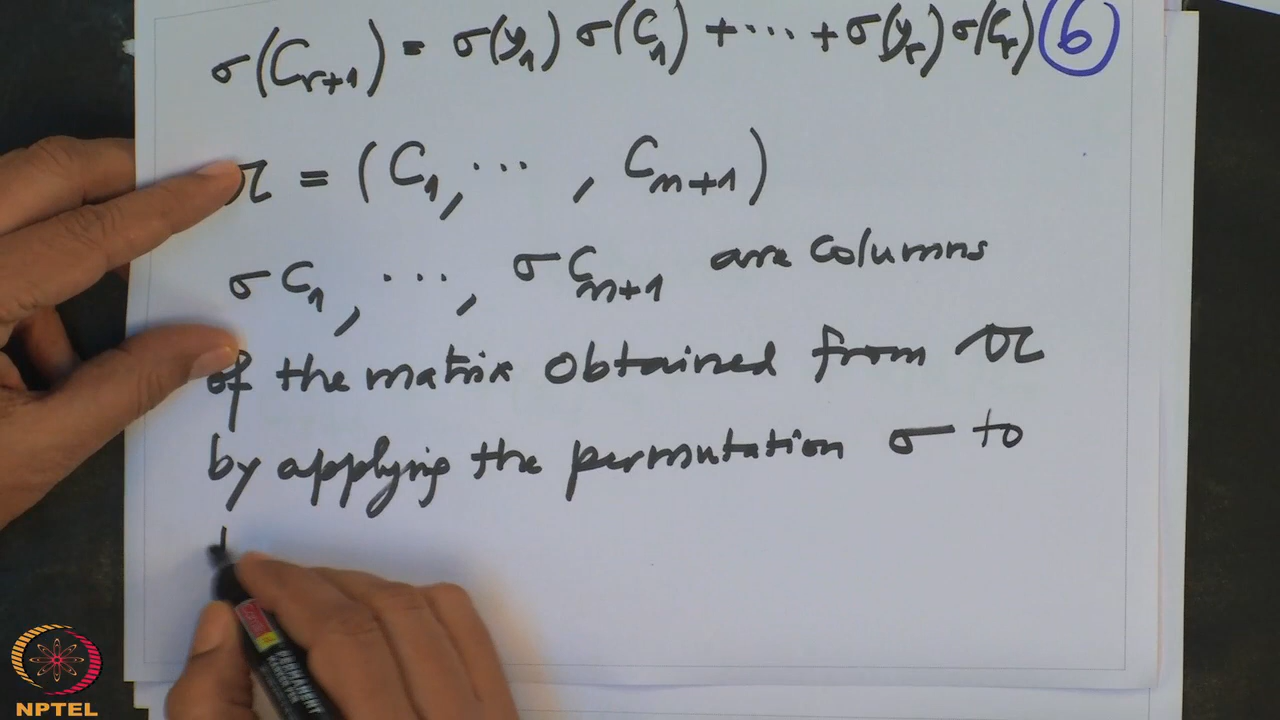 σ(C_{r+1}) = σ(y_1) σ(C_1) + ··· + σ(y_r) σ(C_r) (6)
= (C_1, ··· , C_{n+1})
σC_1, ··· , σC_{n+1} are columns
of the matrix obtained from
by applying the permutation σ to
NPTEL
PERMANENT